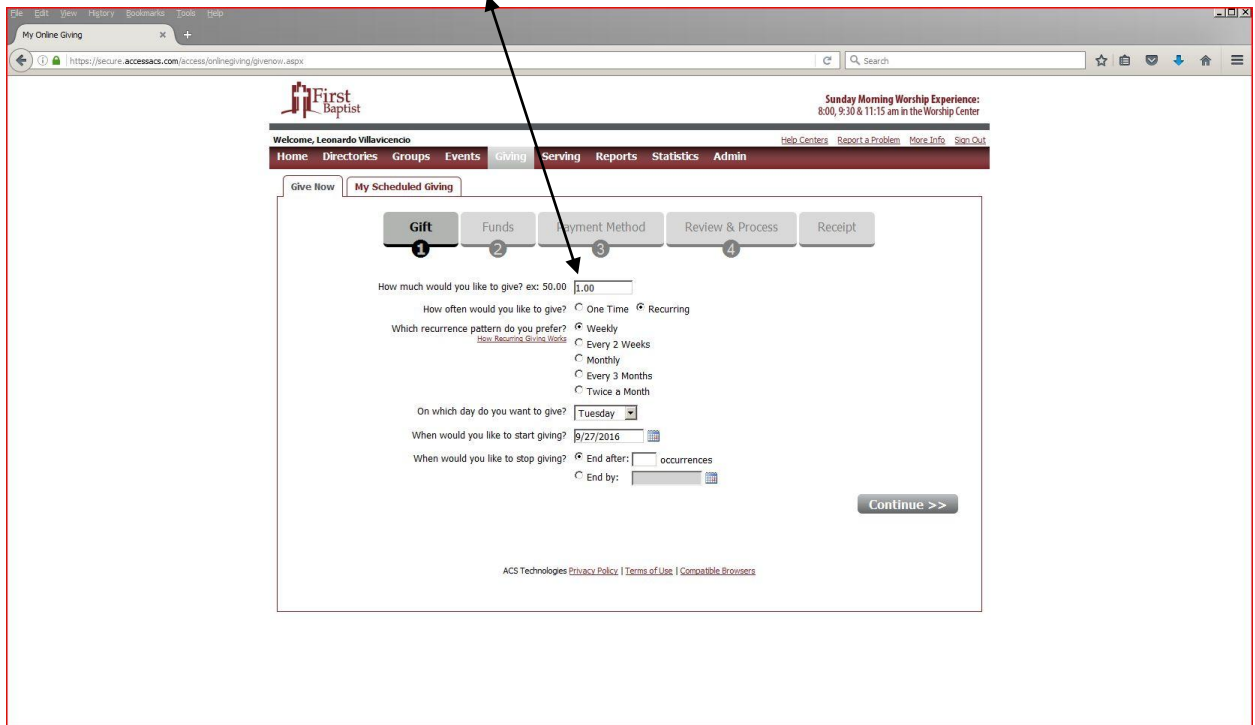 File Edit View History Bookmarks Tools Help
My Online Giving × +
https://secure.accessacs.com/access/onlinegiving/givenow.aspx Search
First
Baptist
Sunday Morning Worship Experience:
8:00, 9:30 & 11:15 am in the Worship Center
Welcome, Leonardo Villavicencio Help Centers Report a Problem More Info Sign Out
Home Directories Groups Events Giving Serving Reports Statistics Admin
Give Now My Scheduled Giving
Gift Funds Payment Method Review & Process Receipt
1 2 3 4
How much would you like to give? ex: 50.00 1.00
How often would you like to give? One Time Recurring
Which recurrence pattern do you prefer? Weekly
How Recurring Giving Works Every 2 Weeks
Monthly
Every 3 Months
Twice a Month
On which day do you want to give? Tuesday
When would you like to start giving? 9/27/2016
When would you like to stop giving? End after: occurrences
End by:
Continue >>
ACS Technologies Privacy Policy | Terms of Use | Compatible Browsers